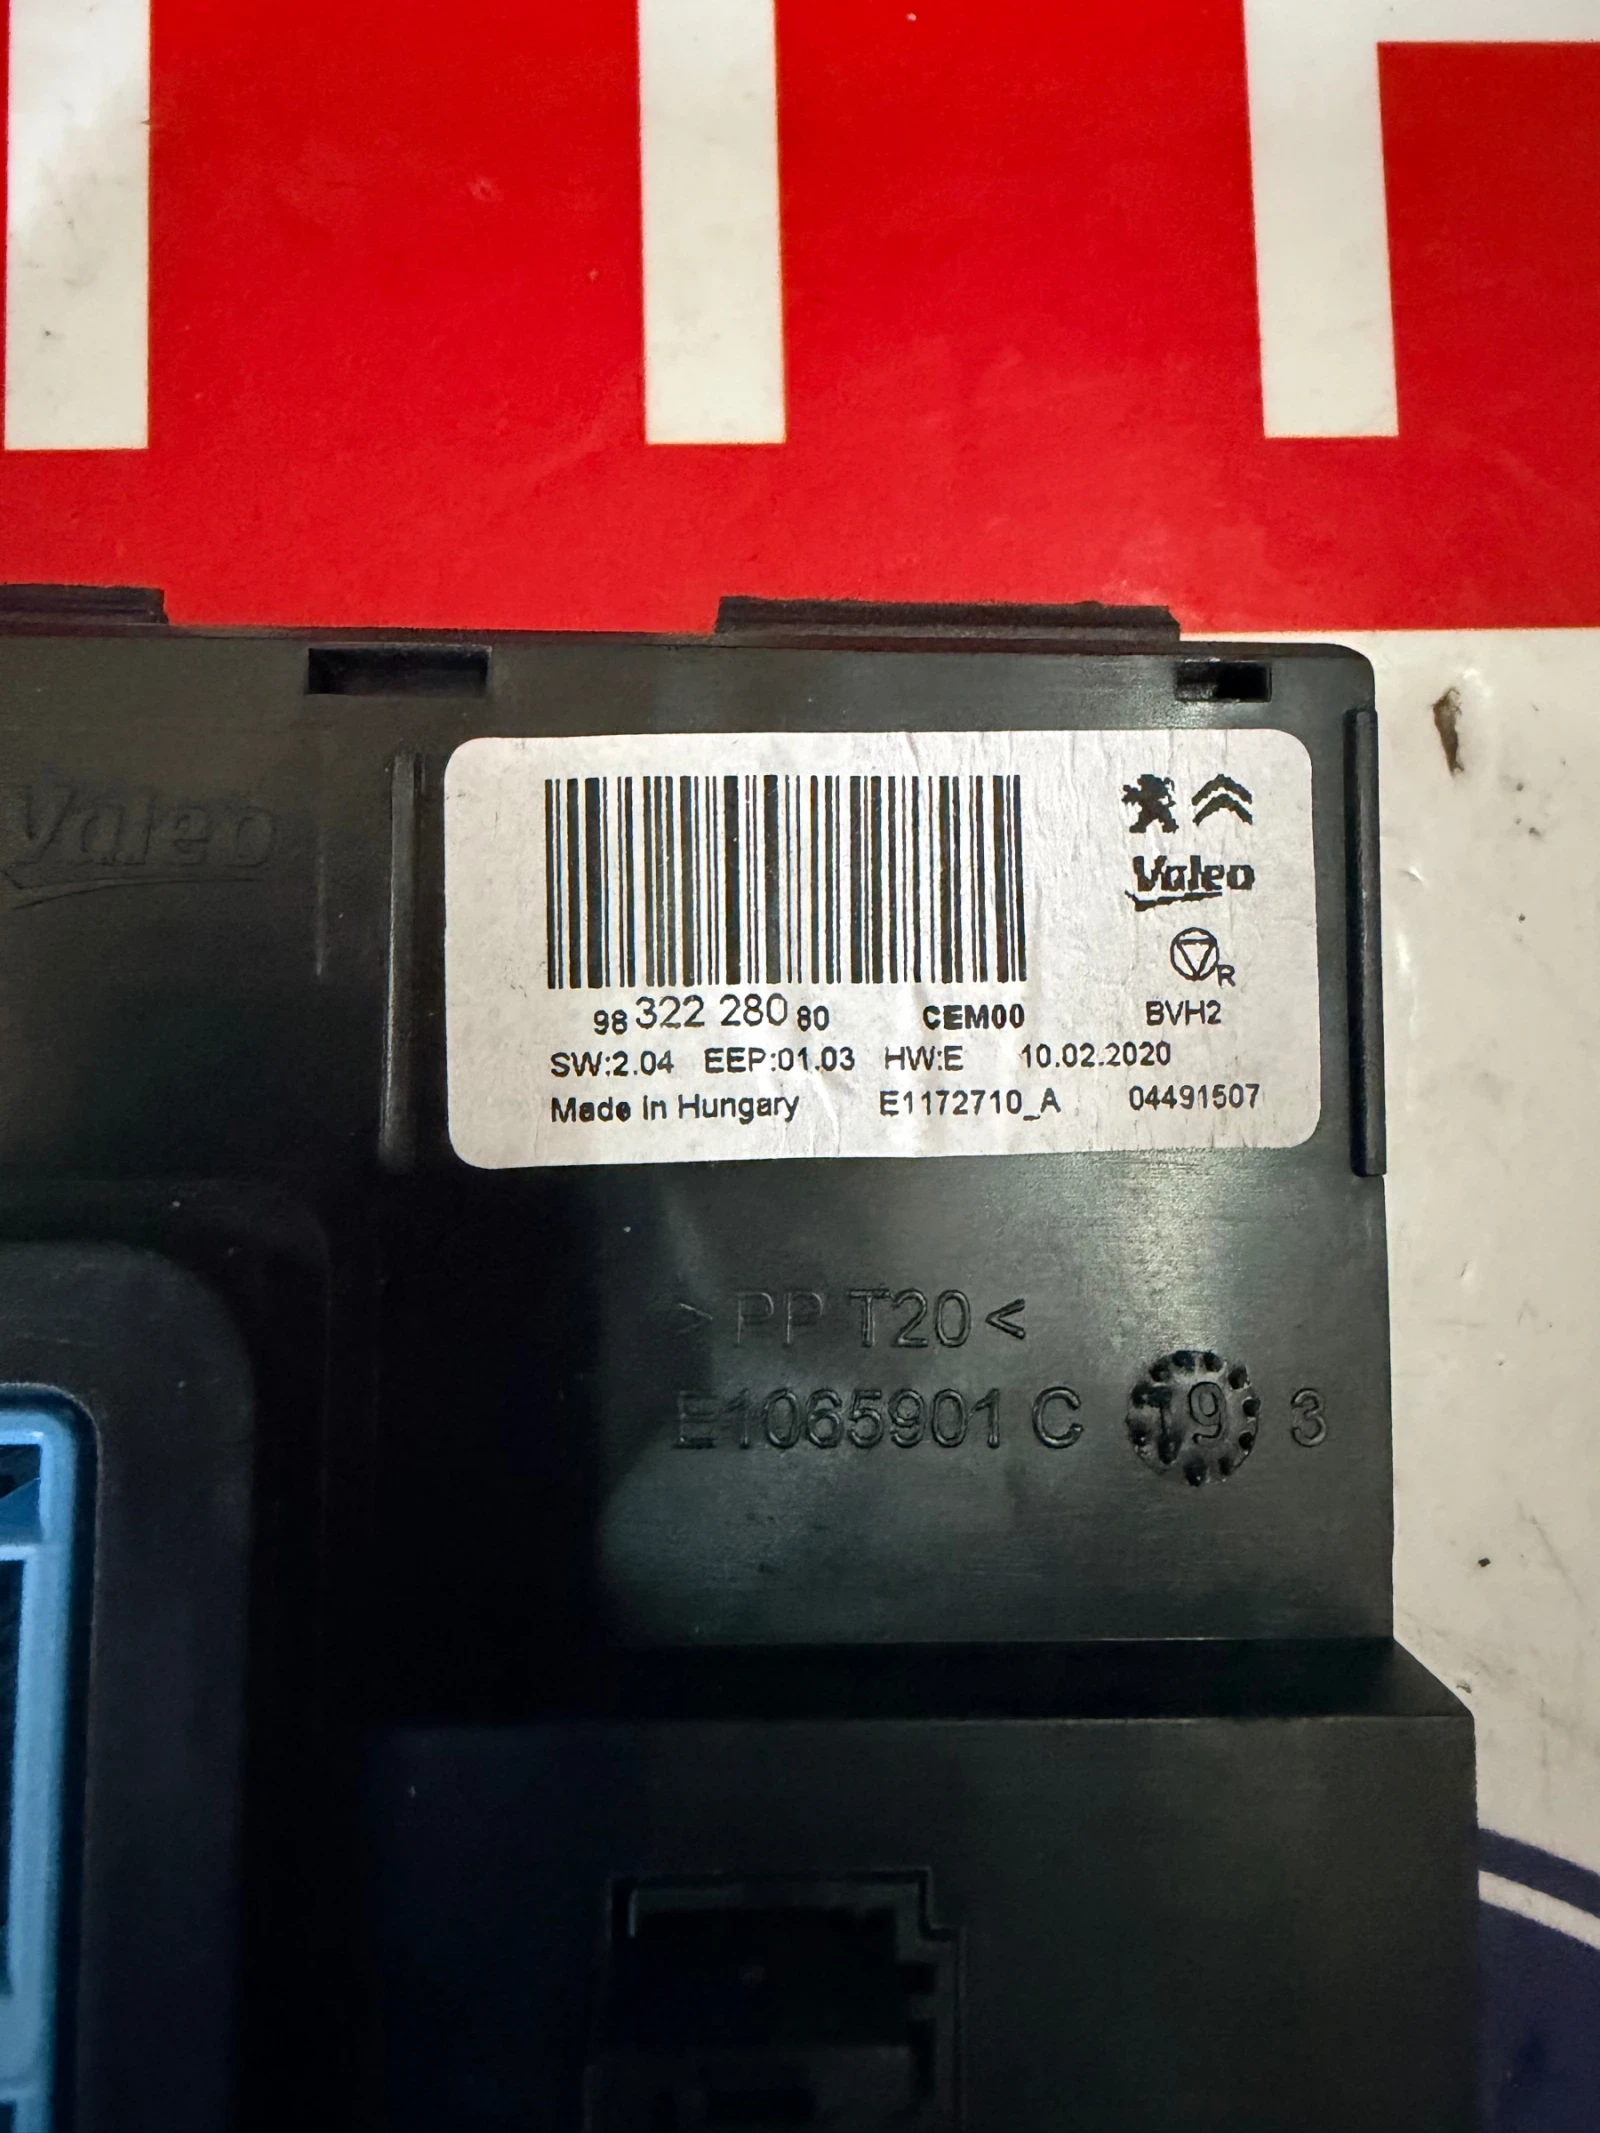 Valeo
Valeo
R
98 322 280 80 CEM00 BVH2
SW:2.04 EEP:01.03 HW:E 10.02.2020
Made in Hungary E1172710_A 04491507
> PP T20 <
E1065901 C 19 3